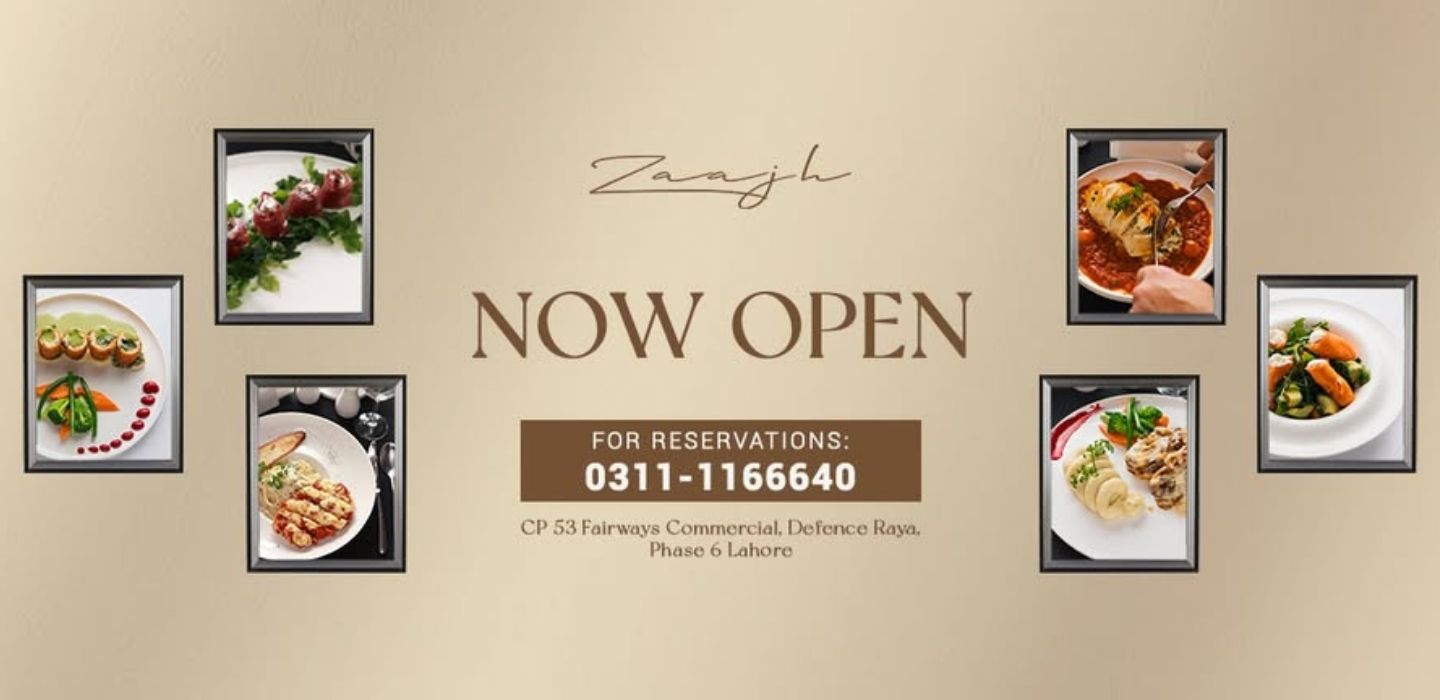 Zaajh
NOW OPEN
FOR RESERVATIONS:
0311-1166640
CP 53 Fairways Commercial, Defence Raya,
Phase 6 Lahore